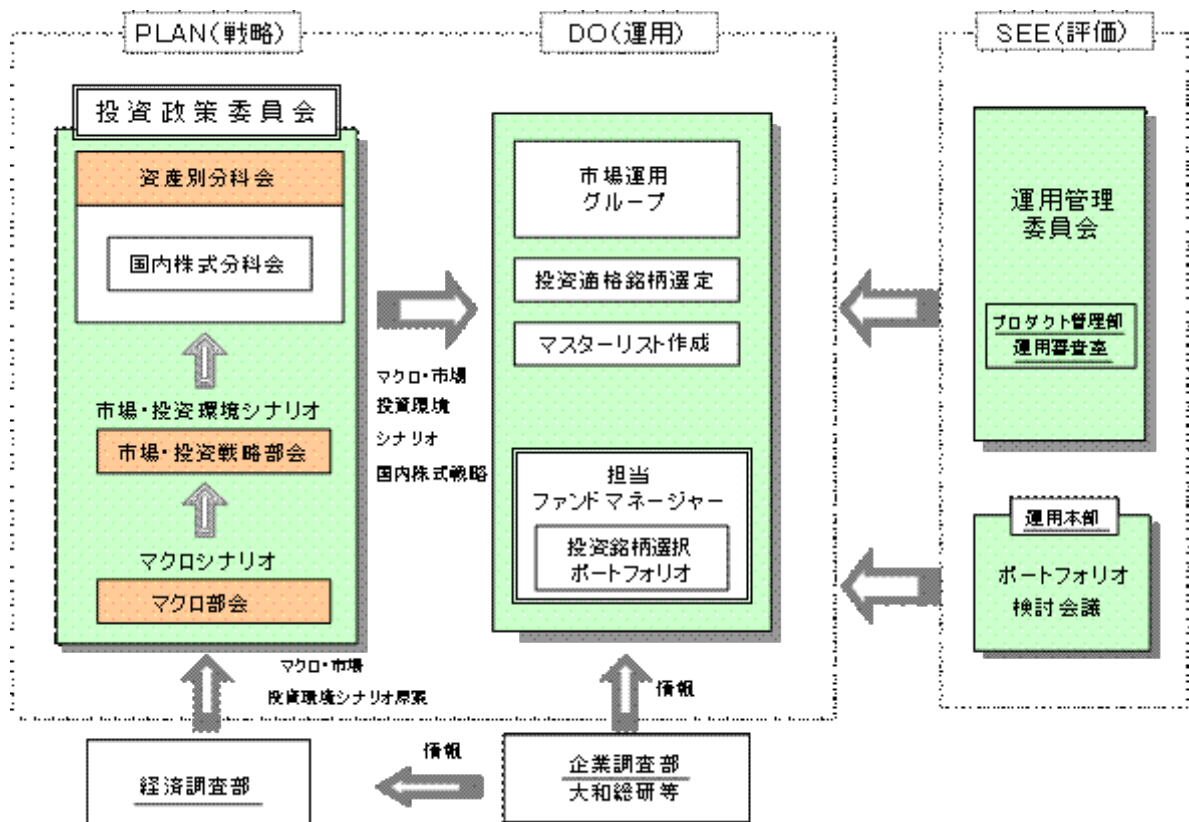 PLAN(戦略)
DO(運用)
SEE(評価)
投資政策委員会
資産別分科会
国内株式分科会
市場・投資環境シナリオ
市場・投資戦略部会
マクロシナリオ
マクロ部会
マクロ・市場
投資環境
シナリオ
国内株式戦略
市場運用
グループ
投資適格銘柄選定
マスターリスト作成
担当
ファンドマネージャー
投資銘柄選択
ポートフォリオ
運用管理
委員会
プロダクト管理部
運用審査室
運用本部
ポートフォリオ
検討会議
マクロ・市場
投資環境シナリオ原案
情報
経済調査部
情報
企業調査部
大和総研等